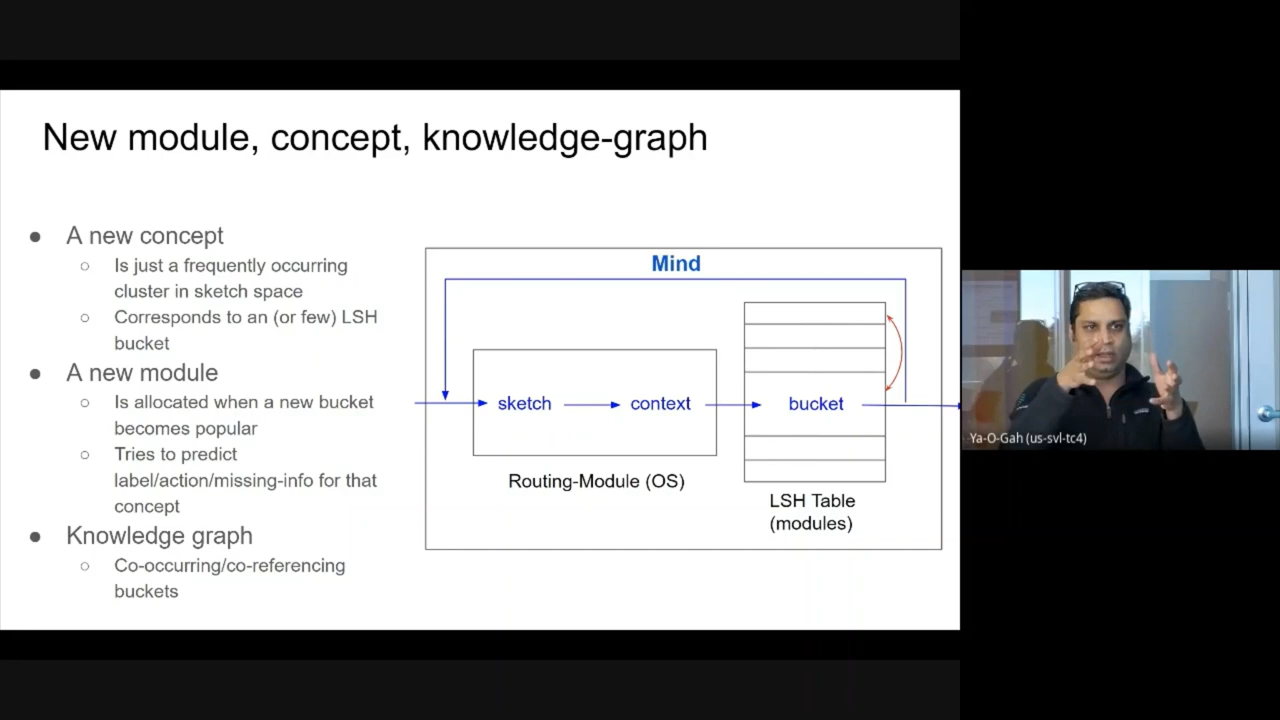 New module, concept, knowledge-graph
● A new concept
○ Is just a frequently occurring
cluster in sketch space
○ Corresponds to an (or few) LSH
bucket
● A new module
○ Is allocated when a new bucket
becomes popular
○ Tries to predict
label/action/missing-info for that
concept
● Knowledge graph
○ Co-occurring/co-referencing
buckets
Mind
sketch
context
bucket
Routing-Module (OS)
LSH Table
(modules)
Ya-O-Gah (us-svl-tc4)